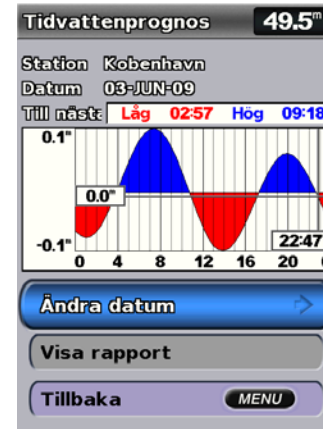 Tidvattenprognos 49.5m
Station Kobenhavn
Datum 03-JUN-09
Till näste Låg 02:57 Hög 09:18
0.1"
0.0"
-0.1"
22:47
0 4 8 12 16 20
Ändra datum
Visa rapport
Tillbaka MENU